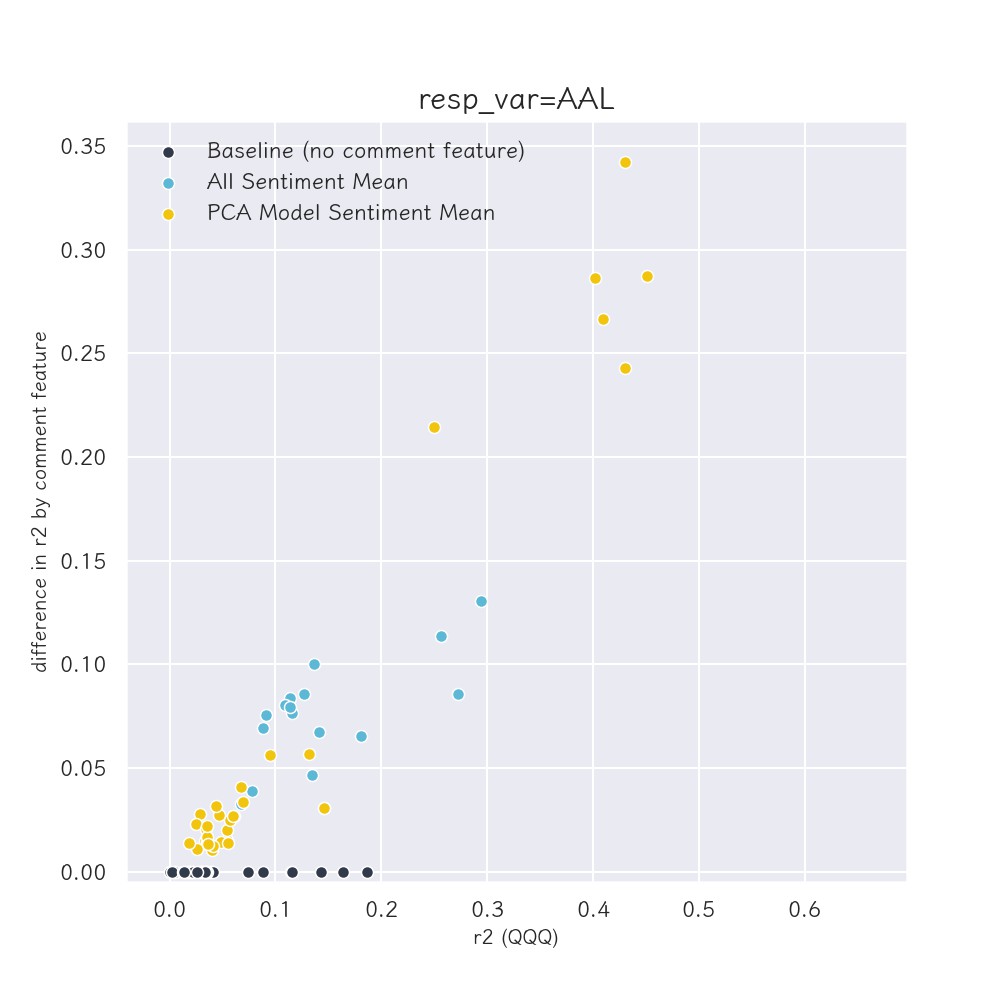 resp_var=AAL
Baseline (no comment feature)
All Sentiment Mean
PCA Model Sentiment Mean
difference in r2 by comment feature
0.35
0.30
0.25
0.20
0.15
0.10
0.05
0.00
0.0 0.1 0.2 0.3 0.4 0.5 0.6
r2 (QQQ)